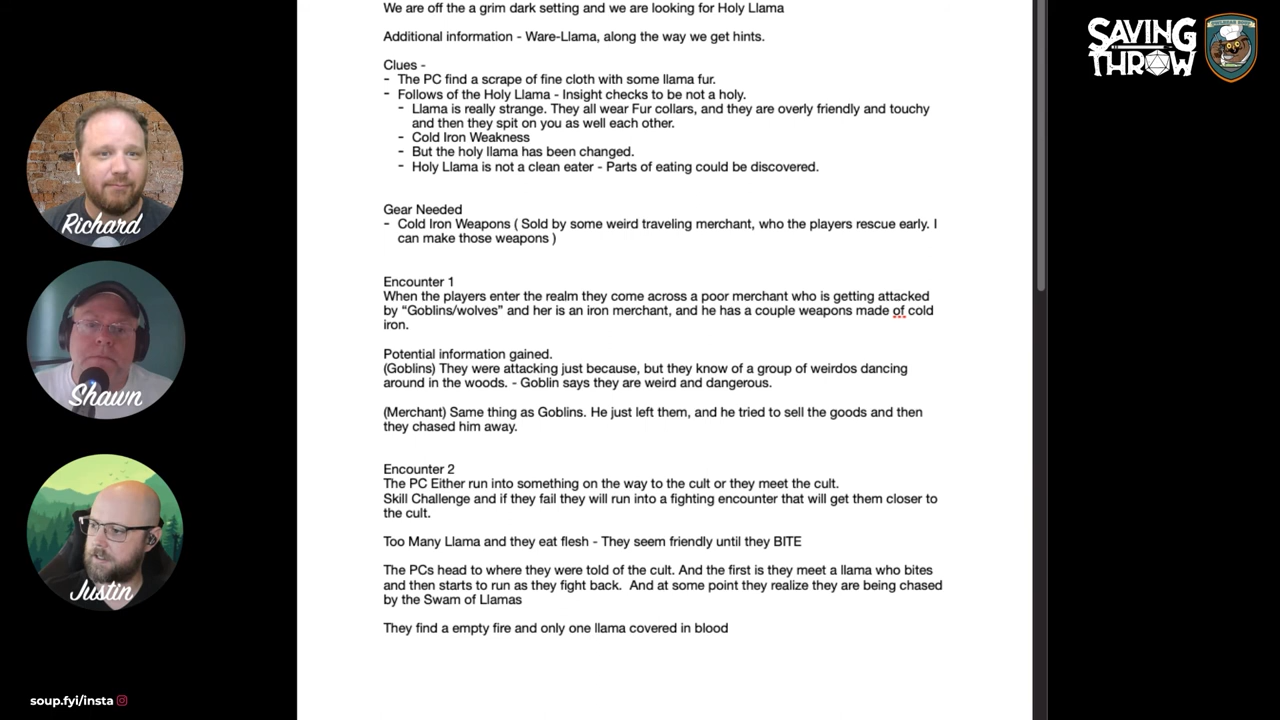 We are off the a grim dark setting and we are looking for Holy Llama
Additional information - Ware-Llama, along the way we get hints.
Clues -
- The PC find a scrape of fine cloth with some llama fur.
- Follows of the Holy Llama - Insight checks to be not a holy.
- Llama is really strange. They all wear Fur collars, and they are overly friendly and touchy
and then they spit on you as well each other.
- Cold Iron Weakness
- But the holy llama has been changed.
- Holy Llama is not a clean eater - Parts of eating could be discovered.
Gear Needed
- Cold Iron Weapons ( Sold by some weird traveling merchant, who the players rescue early. I
can make those weapons )
Encounter 1
When the players enter the realm they come across a poor merchant who is getting attacked
by “Goblins/wolves” and her is an iron merchant, and he has a couple weapons made of cold
iron.
Potential information gained.
(Goblins) They were attacking just because, but they know of a group of weirdos dancing
around in the woods. - Goblin says they are weird and dangerous.
(Merchant) Same thing as Goblins. He just left them, and he tried to sell the goods and then
they chased him away.
Encounter 2
The PC Either run into something on the way to the cult or they meet the cult.
Skill Challenge and if they fail they will run into a fighting encounter that will get them closer to
the cult.
Too Many Llama and they eat flesh - They seem friendly until they BITE
The PCs head to where they were told of the cult. And the first is they meet a llama who bites
and then starts to run as they fight back.  And at some point they realize they are being chased
by the Swam of Llamas
They find a empty fire and only one llama covered in blood
Richard
Shawn
Justin
soup.fyi/insta
SAVING
THROW